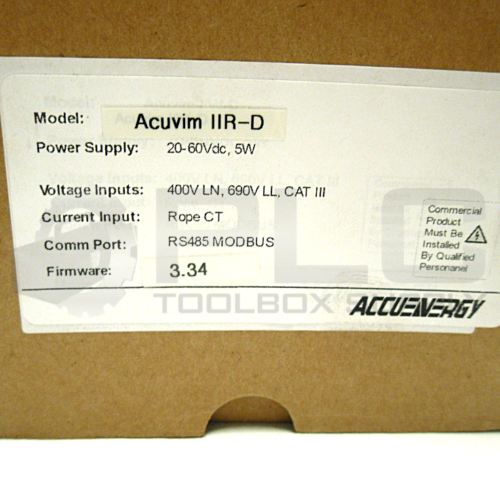 Model: Acuvim IIR-D
Power Supply: 20-60Vdc, 5W
Voltage Inputs: 400V LN, 690V LL, CAT III
Current Input: Rope CT
Comm Port: RS485 MODBUS
Firmware: 3.34
Commercial
Product
Must Be
Installed
By Qualified
Personanel
ACCUENERGY
PLC
TOOLBOX